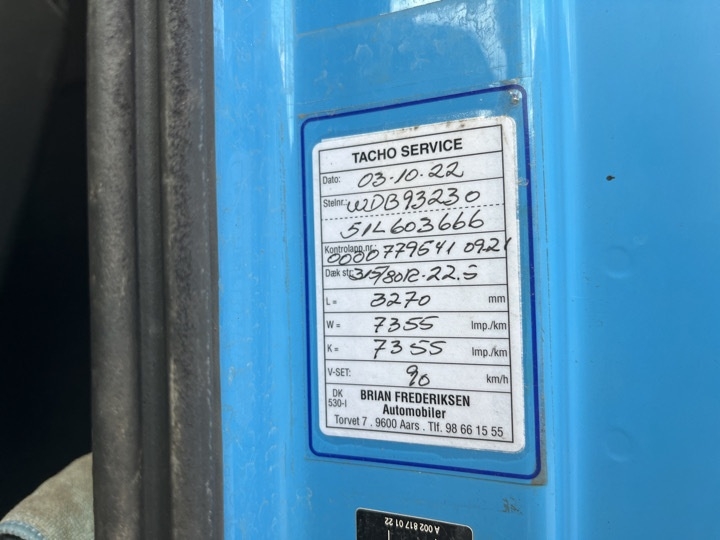 TACHO SERVICE
Dato: 03-10-22
Stelnr.: WDB93230
51L603666
Kontrolapp.nr. 0000779541 0921
Dæk str. 315/80R-22.5
L = 3270 mm
W = 7355 Imp./km
K = 7355 Imp./km
V-SET: 90 km/h
DK 530-I
BRIAN FREDERIKSEN
Automobiler
Torvet 7 . 9600 Aars . Tlf. 98 66 15 55
A 002 817 01 22